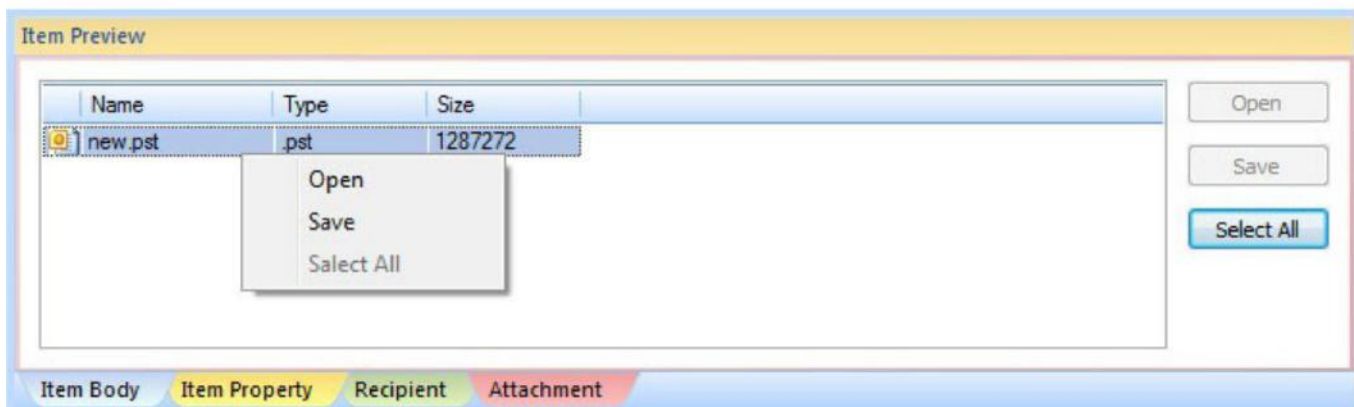 Item Preview
Name Type Size Open
new.pst .pst 1287272
Open Save
Save
Select All
Salect All
Item Body Item Property Recipient Attachment